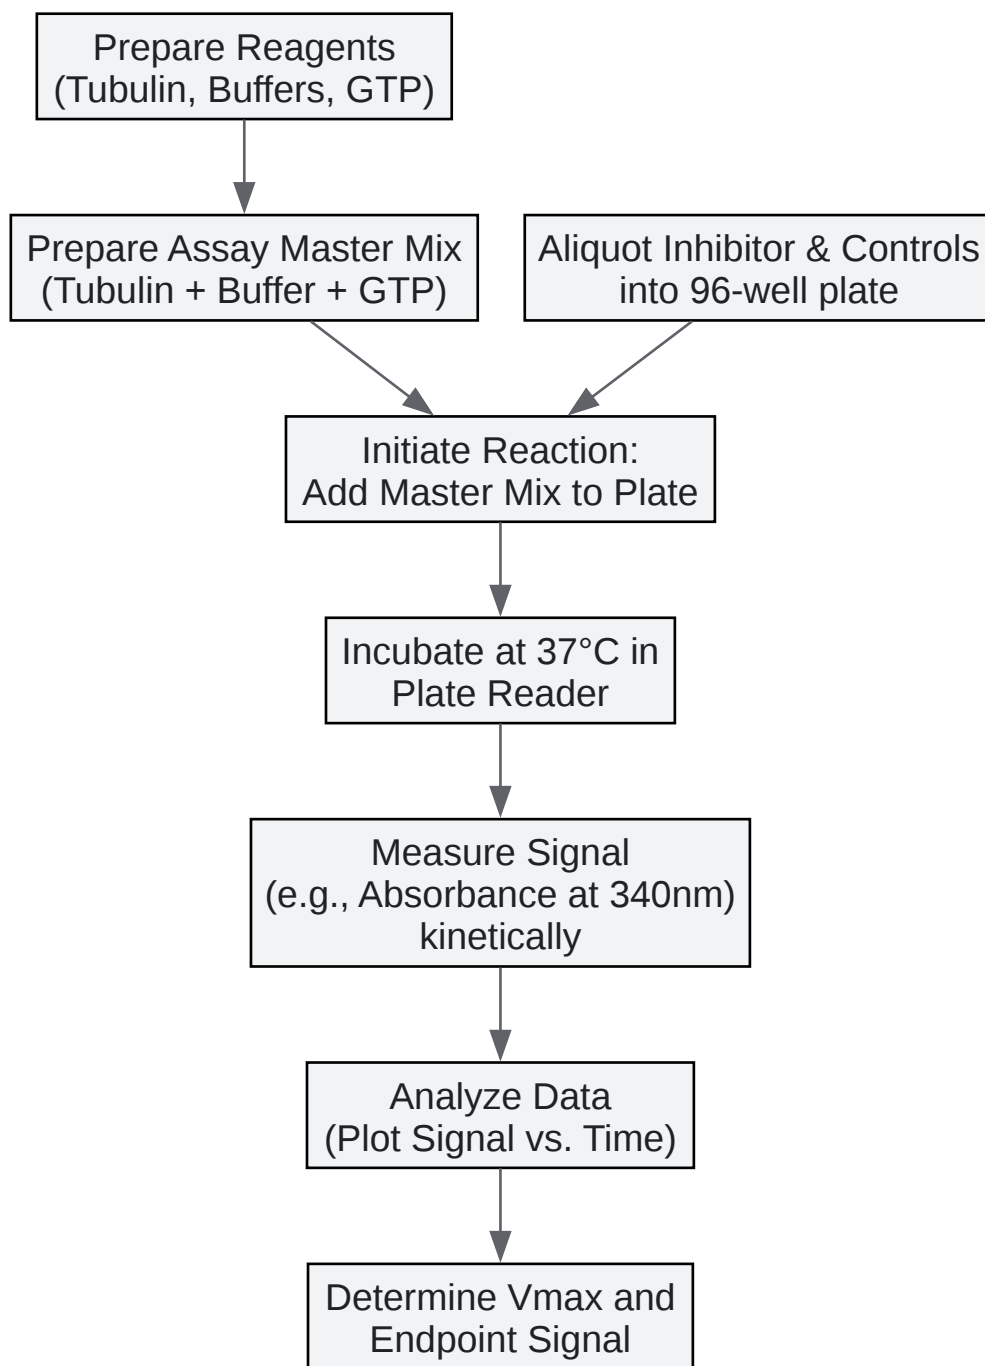 Prepare Reagents
(Tubulin, Buffers, GTP)
Prepare Assay Master Mix
(Tubulin + Buffer + GTP)
Aliquot Inhibitor & Controls
into 96-well plate
Initiate Reaction:
Add Master Mix to Plate
Incubate at 37°C in
Plate Reader
Measure Signal
(e.g., Absorbance at 340nm)
kinetically
Analyze Data
(Plot Signal vs. Time)
Determine Vmax and
Endpoint Signal